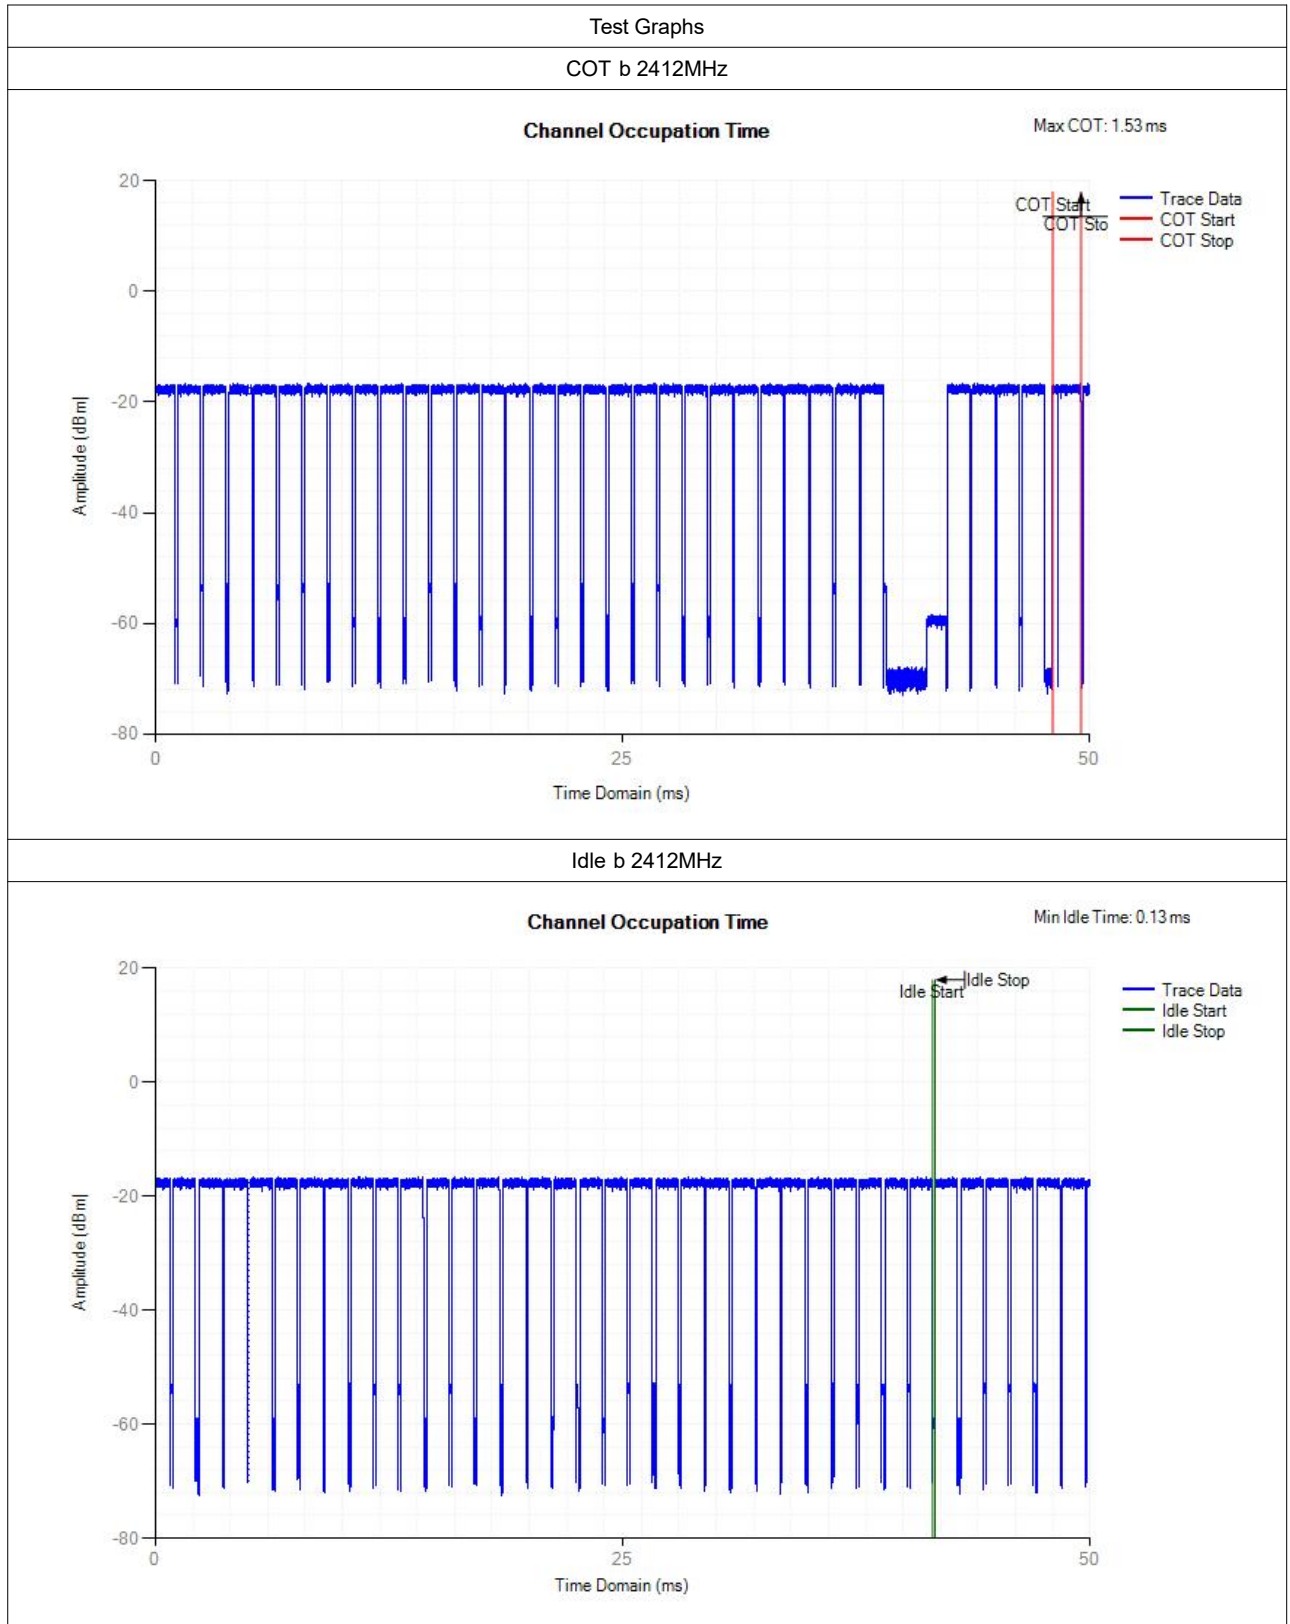 Test Graphs
COT b 2412MHz
Channel Occupation Time
Max COT: 1.53 ms
20
0
-20
-40
-60
-80
Amplitude (dBm|
COT Start
COT Sto
Trace Data
COT Start
COT Stop
0
25
50
Time Domain (ms)
Idle b 2412MHz
Channel Occupation Time
Min Idle Time: 0.13 ms
20
0
-20
-40
-60
-80
Amplitude (dBm|
Idle Start
Idle Stop
Trace Data
Idle Start
Idle Stop
0
25
50
Time Domain (ms)